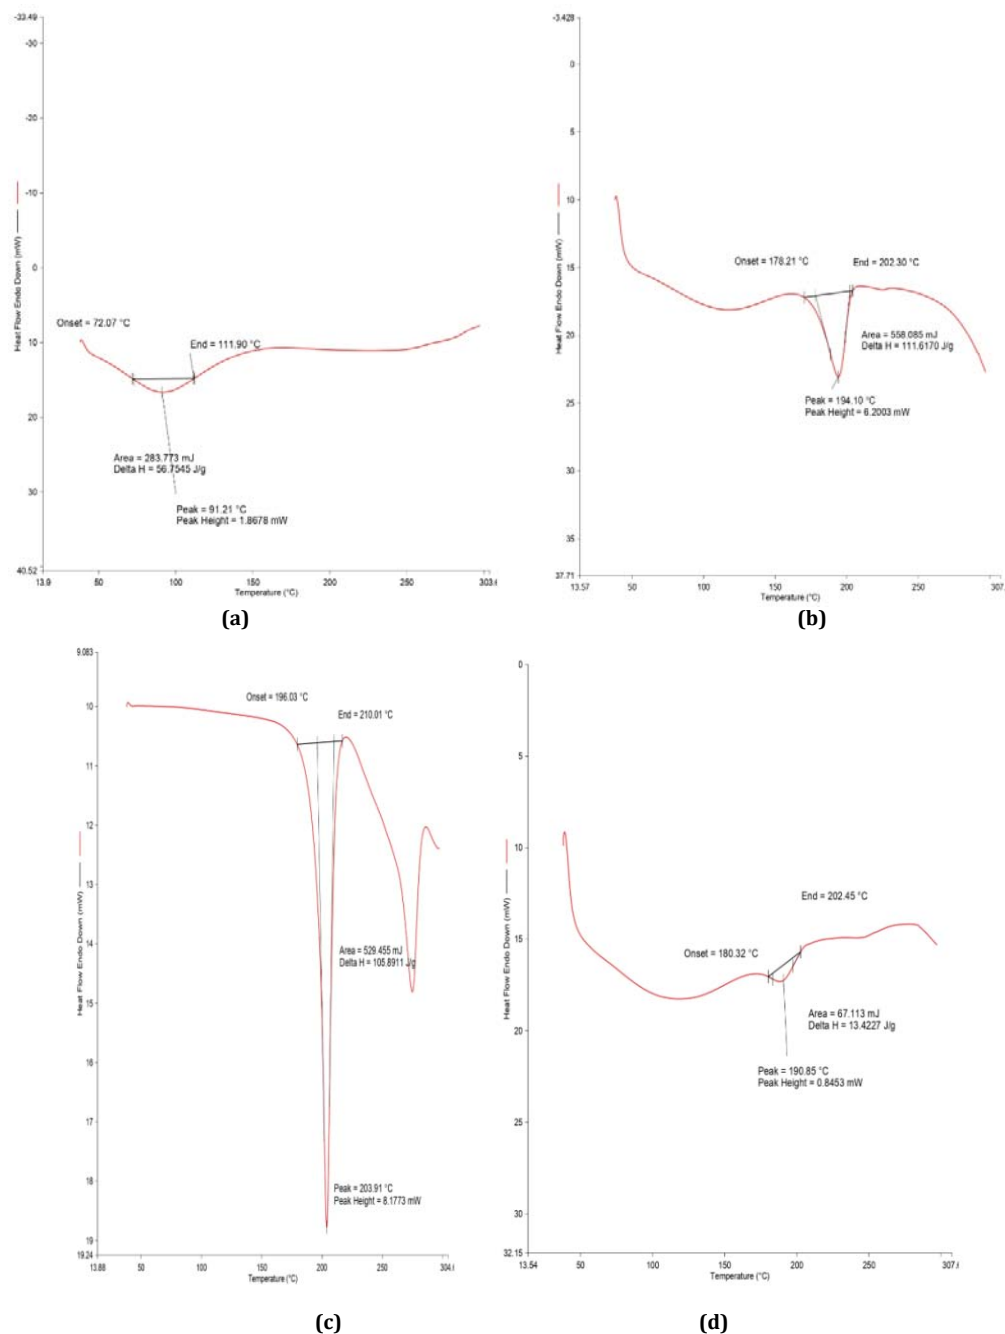 -33.49
-30
-20
-10
0
10
20
30
40.52
Heat Flow Endo Down (mW)
Onset = 72.07 °C
End = 111.90 °C
Area = 283.773 mJ
Delta H = 56.7545 J/g
Peak = 91.21 °C
Peak Height = 1.8678 mW
13.9 50 100 150 200 250 303.6
Temperature (°C)
(a)
-3.428
0
5
10
15
20
25
30
35
37.71
Heat Flow Endo Down (mW)
Onset = 178.21 °C
End = 202.30 °C
Area = 558.085 mJ
Delta H = 111.6170 J/g
Peak = 194.10 °C
Peak Height = 6.2003 mW
13.57 50 100 150 200 250 307.
Temperature (°C)
(b)
9.083
10
11
12
13
14
15
16
17
18
19
19.24
Heat Flow Endo Down (mW)
Onset = 196.03 °C
End = 210.01 °C
Area = 529.455 mJ
Delta H = 105.8911 J/g
Peak = 203.91 °C
Peak Height = 8.1773 mW
13.88 50 100 150 200 250 304.6
Temperature (°C)
(c)
0
5
10
15
20
25
30
32.15
Heat Flow Endo Down (mW)
Onset = 180.32 °C
End = 202.45 °C
Area = 67.113 mJ
Delta H = 13.4227 J/g
Peak = 190.85 °C
Peak Height = 0.8453 mW
13.54 50 100 150 200 250 307.6
Temperature (°C)
(d)